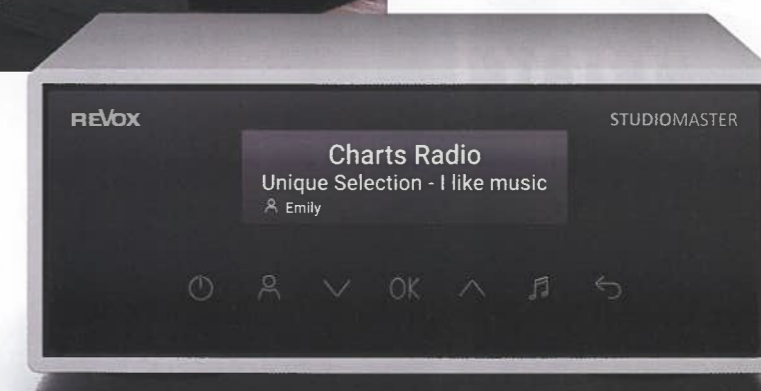 REVOX
STUDIOMASTER
Charts Radio
Unique Selection - I like music
Emily
OK